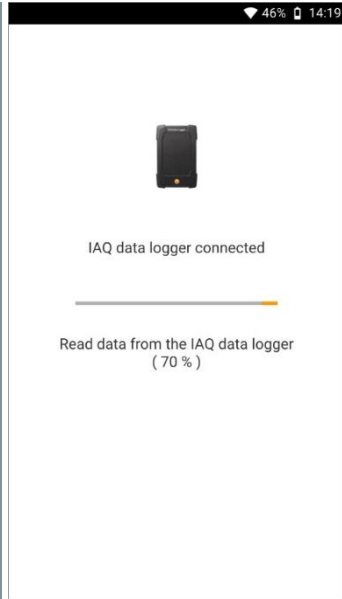 46% 14:19
IAQ data logger connected
Read data from the IAQ data logger
( 70 % )